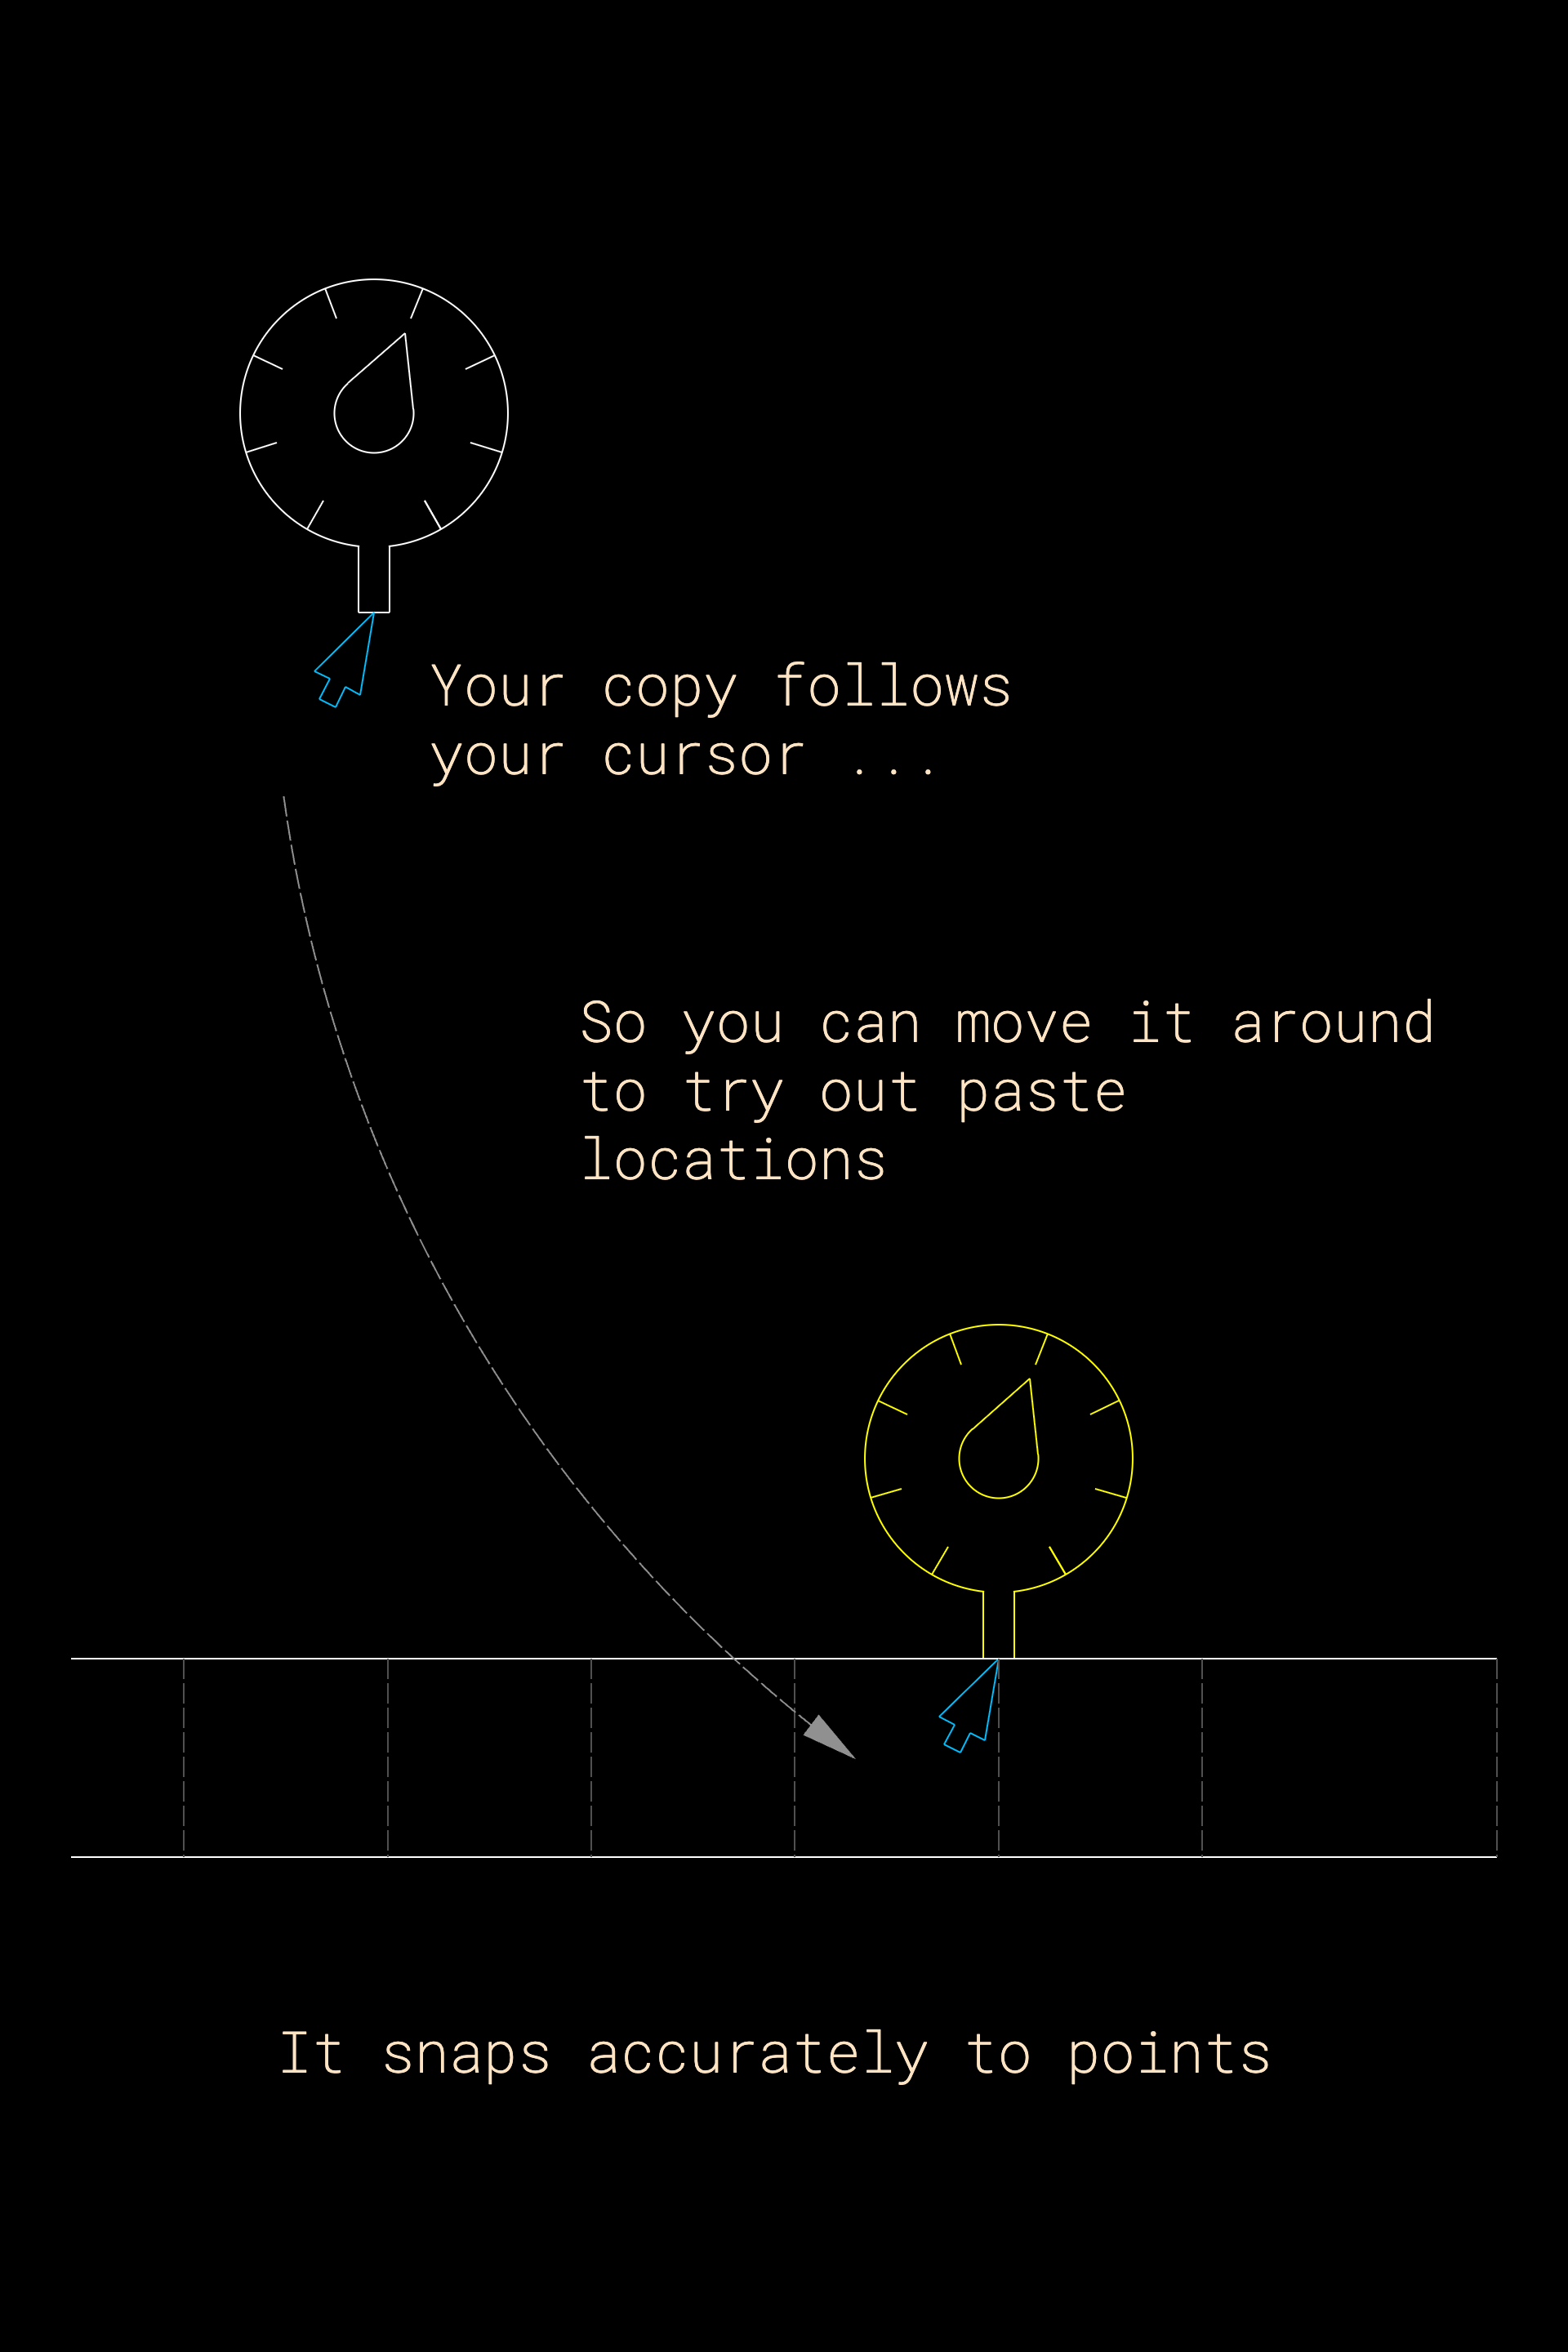 Your copy follows
your cursor ...
So you can move it around
to try out paste
locations
It snaps accurately to points